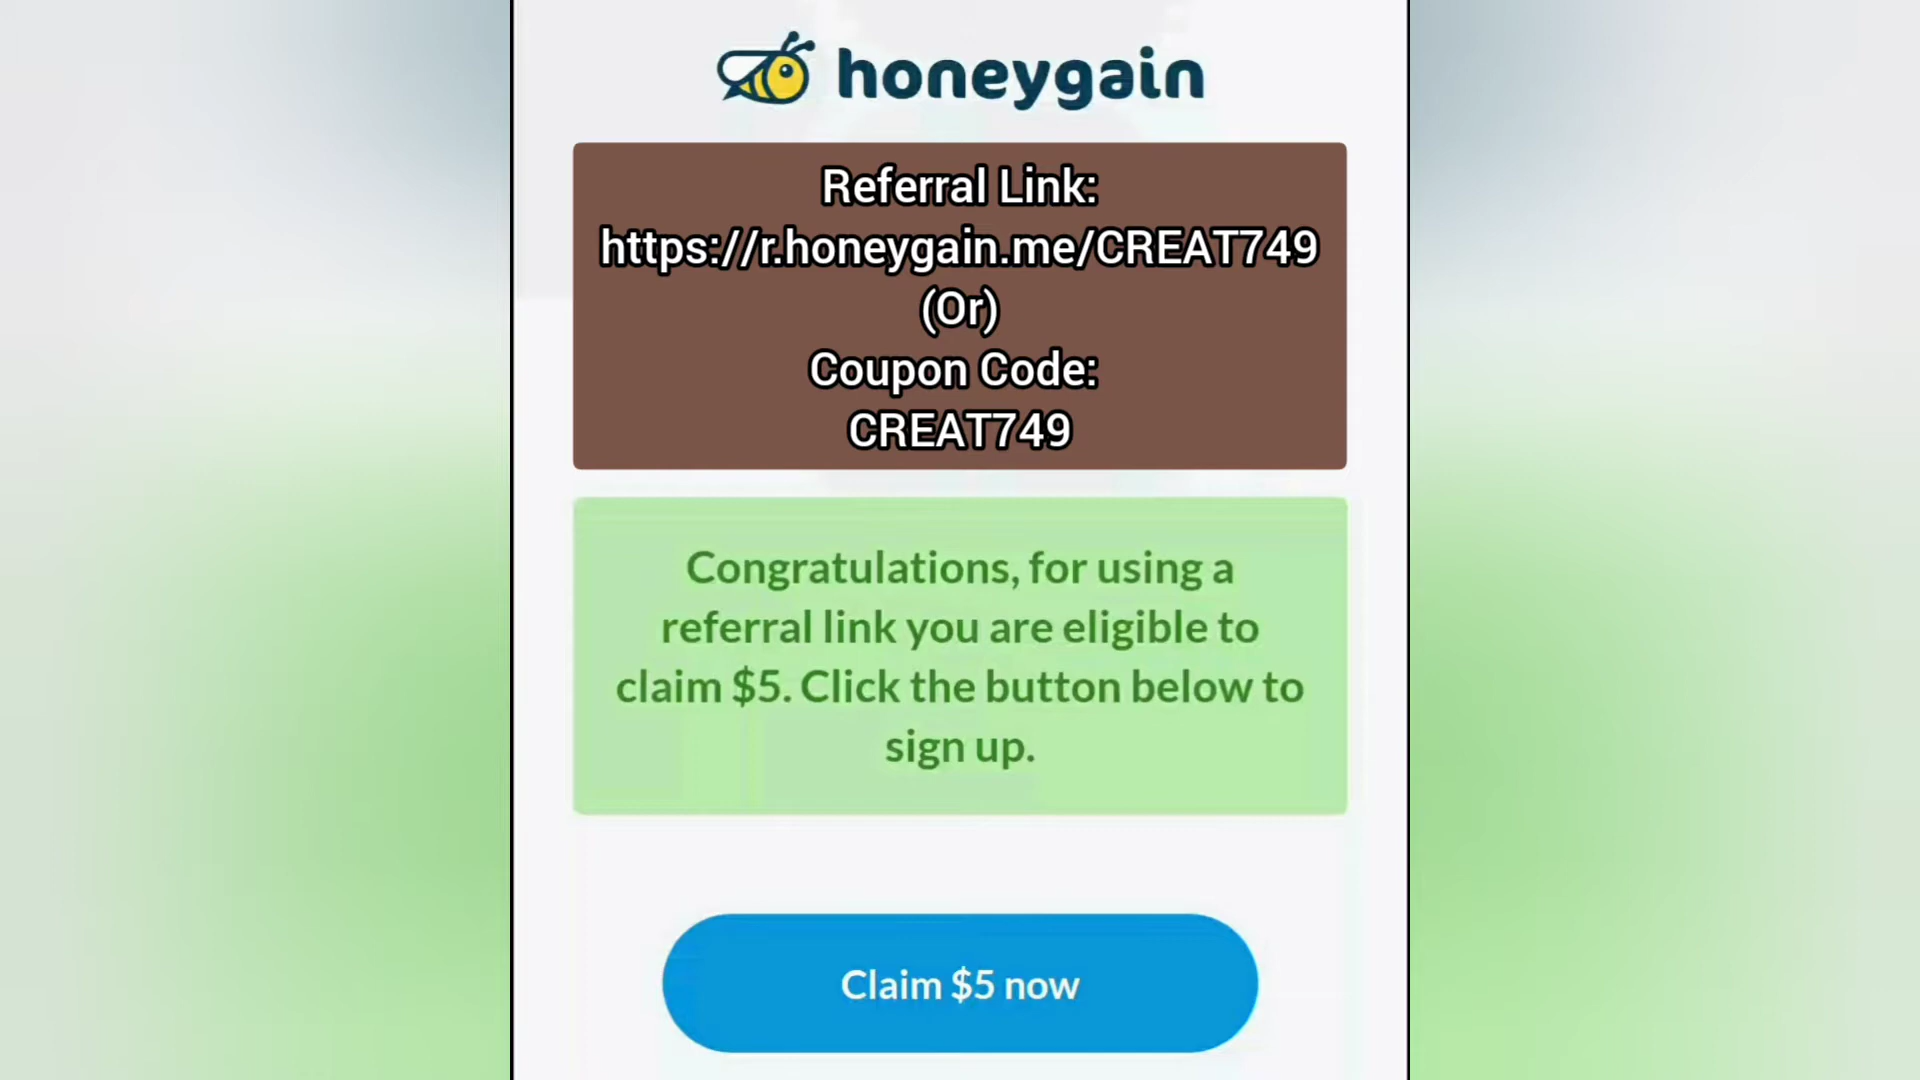 honeygain
Referral Link:
https://r.honeygain.me/CREAT749
(Or)
Coupon Code:
CREAT749
Congratulations, for using a
referral link you are eligible to
claim $5. Click the button below to
sign up.
Claim $5 now